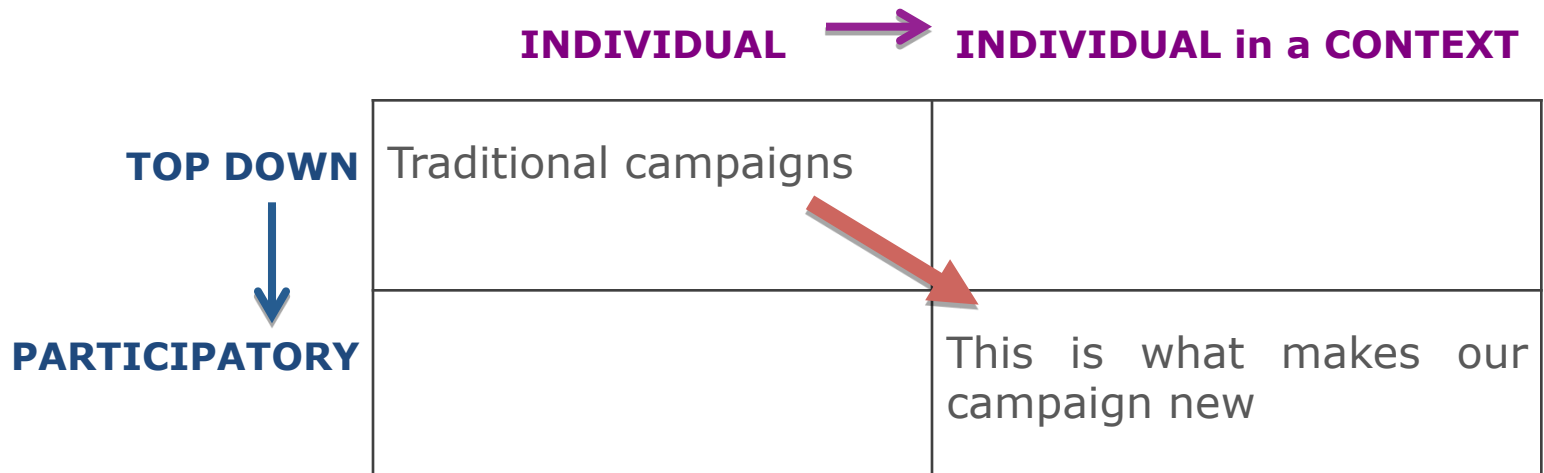 INDIVIDUAL INDIVIDUAL in a CONTEXT
TOP DOWN Traditional campaigns
PARTICIPATORY This is what makes our
campaign new